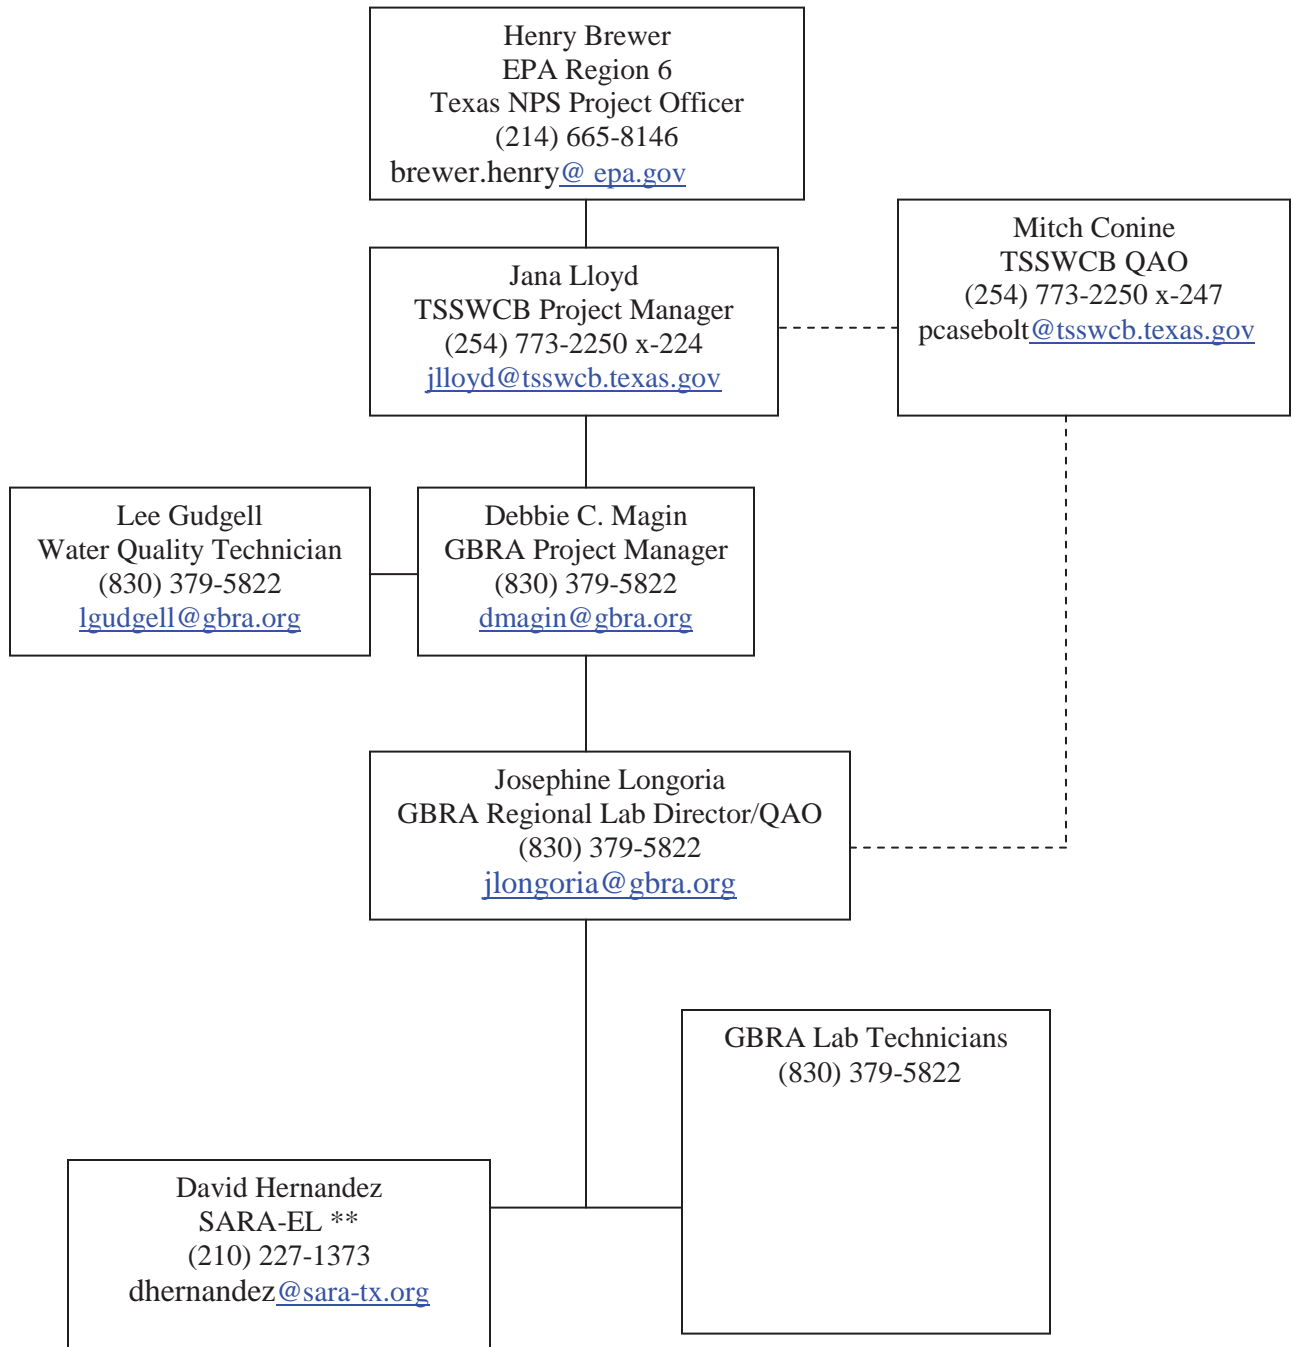 Henry Brewer
EPA Region 6
Texas NPS Project Officer
(214) 665-8146
brewer.henry@ epa.gov
Mitch Conine
TSSWCB QAO
(254) 773-2250 x-247
pcasebolt@tsswcb.texas.gov
Jana Lloyd
TSSWCB Project Manager
(254) 773-2250 x-224
jlloyd@tsswcb.texas.gov
Lee Gudgell
Water Quality Technician
(830) 379-5822
lgudgell@gbra.org
Debbie C. Magin
GBRA Project Manager
(830) 379-5822
dmagin@gbra.org
Josephine Longoria
GBRA Regional Lab Director/QAO
(830) 379-5822
jlongoria@gbra.org
GBRA Lab Technicians
(830) 379-5822
David Hernandez
SARA-EL **
(210) 227-1373
dhernandez@sara-tx.org